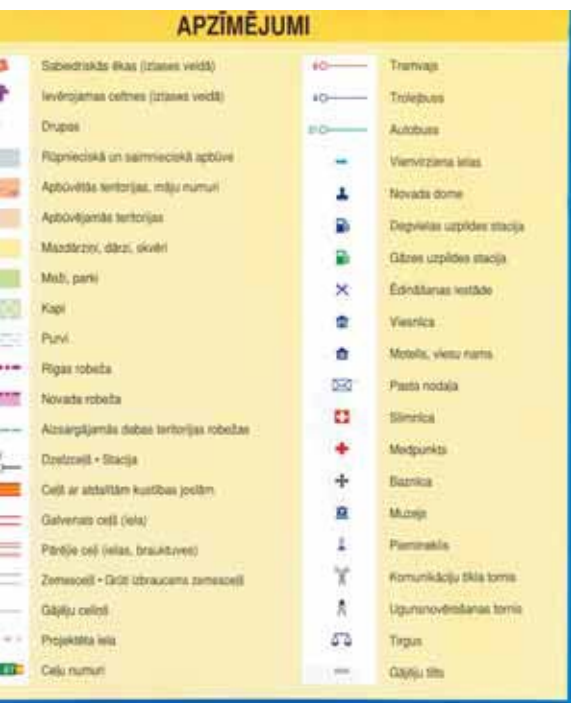 APZĪMĒJUMI
Sabiedriskās ēkas (izlases veidā)
Ievērojamas celtnes (izlases veidā)
Drupas
Rūpnieciskā un saimnieciskā apbūve
Apbūvētās teritorijas, māju numuri
Apbūvējamās teritorijas
Mazdārziņi, dārzi, skvēri
Meži, parki
Kapi
Purvi
Rīgas robeža
Novada robeža
Aizsargājamās dabas teritorijas robežas
Dzelzceļš • Stacija
Ceļš ar atdalītām kustības joslām
Galvenais ceļš (iela)
Pārējie ceļi (ielas, brauktuves)
Zemesceļš • Grūti izbraucams zemesceļš
Gājēju celiņš
Projektēta iela
Ceļu numuri
Tramvajs
Trolejbuss
Autobuss
Vienvirziena ielas
Novada dome
Degvielas uzpildes stacija
Gāzes uzpildes stacija
Ēdināšanas iestāde
Viesnīca
Motelis, viesu nams
Pasta nodaļa
Slimnīca
Medpunkts
Baznīca
Muzejs
Piemineklis
Komunikāciju tīkla tornis
Ugunsnovērošanas tornis
Tirgus
Gājēju tilts